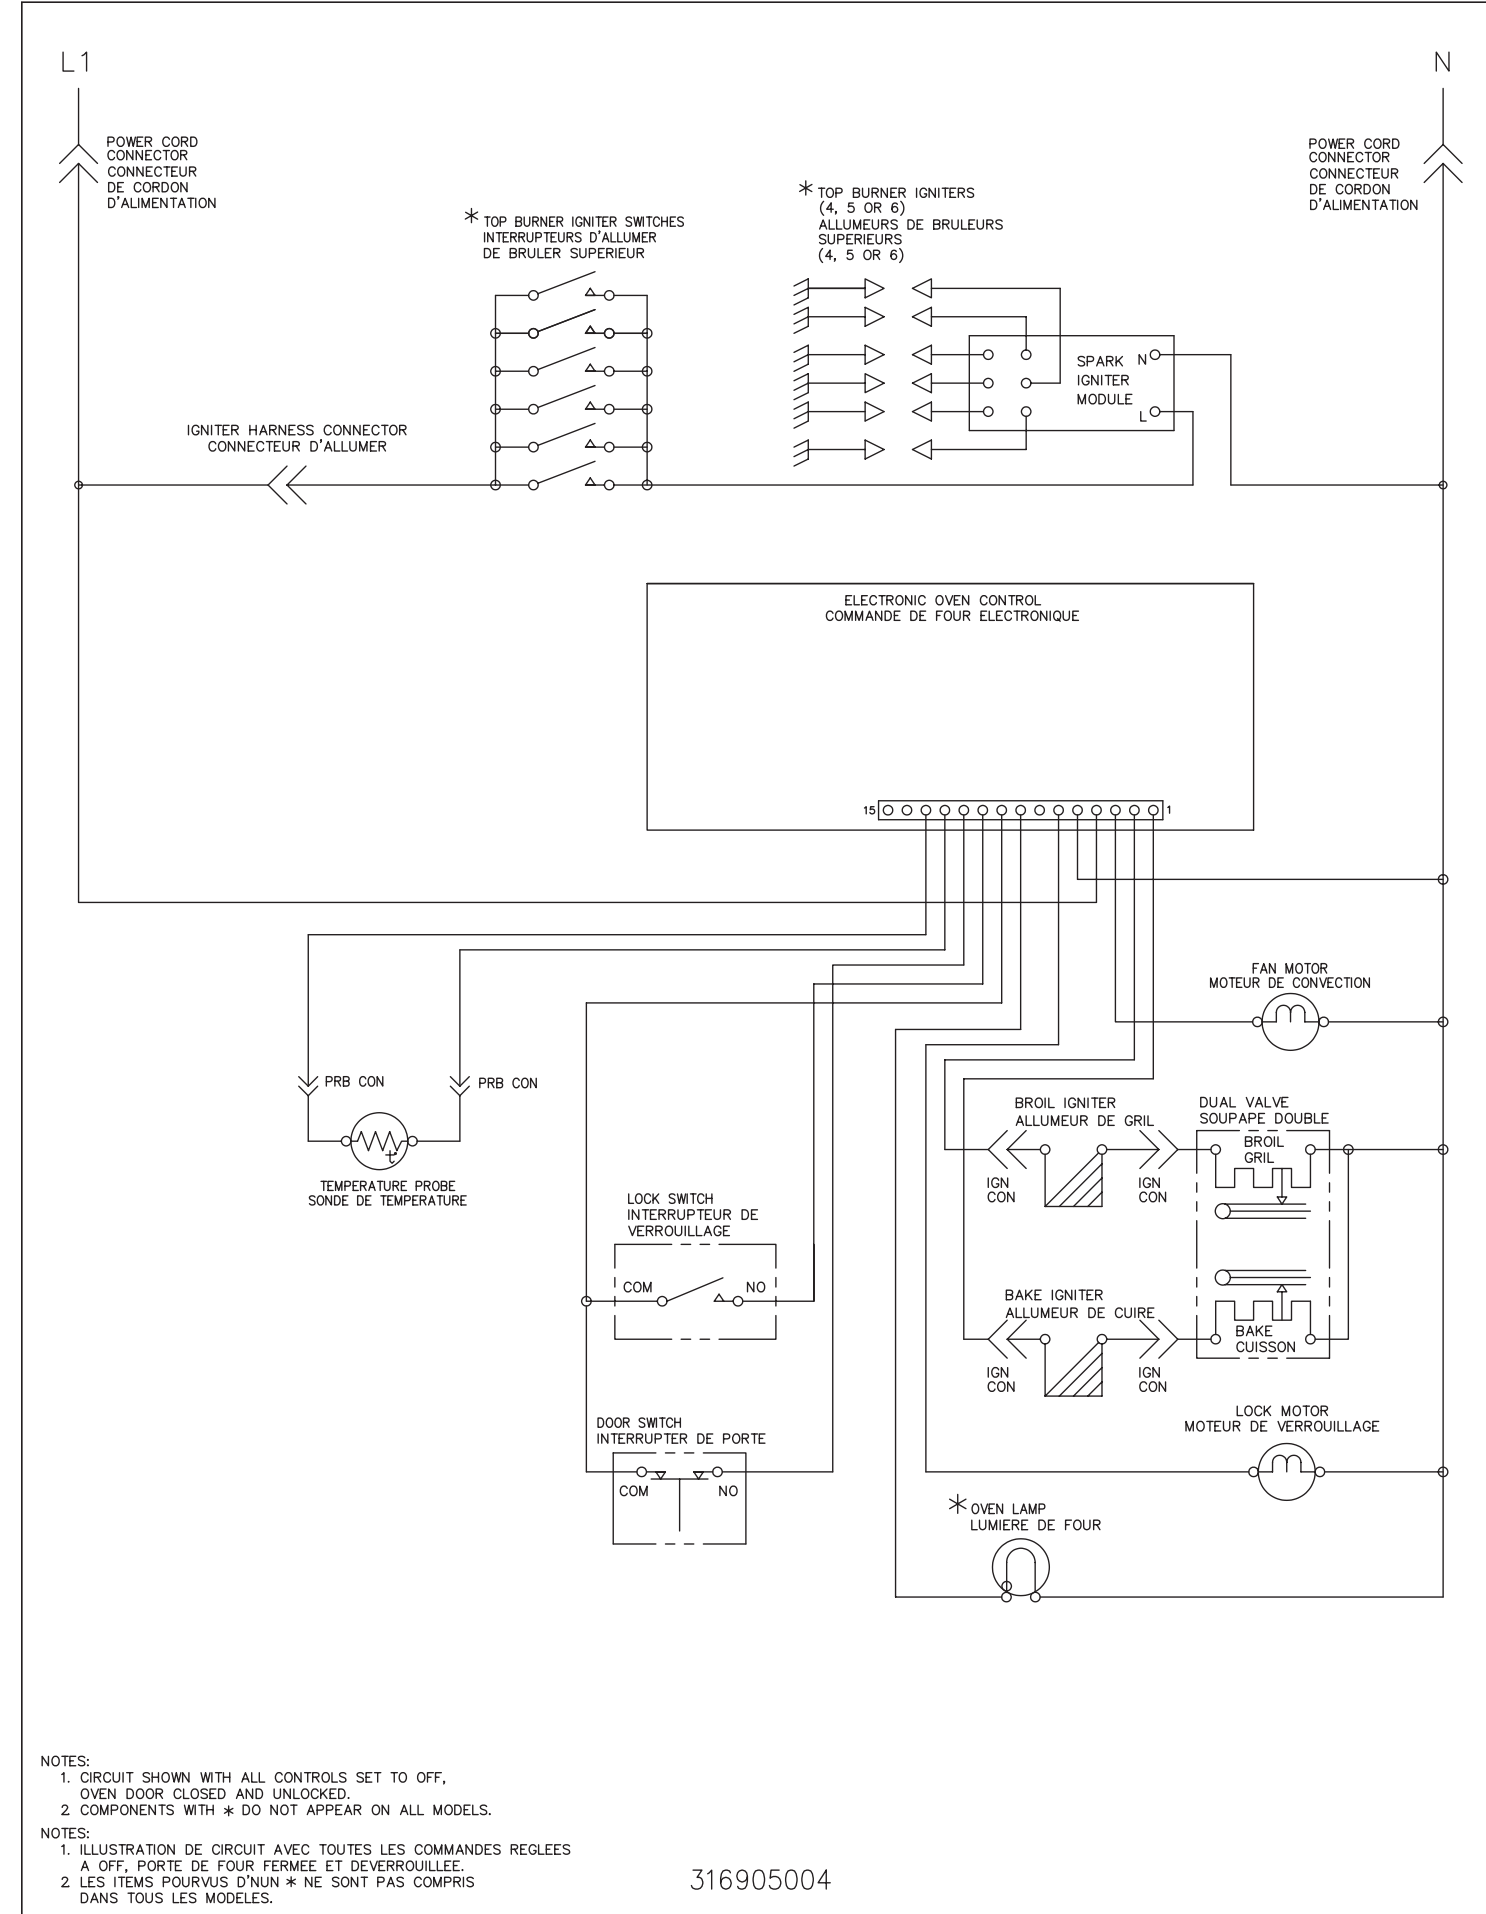 L1
N
POWER CORD
CONNECTOR
CONNECTEUR
DE CORDON
D'ALIMENTATION
POWER CORD
CONNECTOR
CONNECTEUR
DE CORDON
D'ALIMENTATION
* TOP BURNER IGNITER SWITCHES
INTERRUPTEURS D'ALLUMER
DE BRULER SUPERIEUR
* TOP BURNER IGNITERS
(4, 5 OR 6)
ALLUMEURS DE BRULEURS
SUPERIEURS
(4, 5 OR 6)
SPARK
IGNITER
MODULE
N
L
IGNITER HARNESS CONNECTOR
CONNECTEUR D'ALLUMER
ELECTRONIC OVEN CONTROL
COMMANDE DE FOUR ELECTRONIQUE
15
1
FAN MOTOR
MOTEUR DE CONVECTION
PRB CON
PRB CON
TEMPERATURE PROBE
SONDE DE TEMPERATURE
BROIL IGNITER
ALLUMEUR DE GRIL
IGN
CON
IGN
CON
DUAL VALVE
SOUPAPE DOUBLE
BROIL
GRIL
LOCK SWITCH
INTERRUPTEUR DE
VERROUILLAGE
COM
NO
BAKE IGNITER
ALLUMEUR DE CUIRE
IGN
CON
IGN
CON
BAKE
CUISSON
DOOR SWITCH
INTERRUPTER DE PORTE
COM
NO
LOCK MOTOR
MOTEUR DE VERROUILLAGE
* OVEN LAMP
LUMIERE DE FOUR
NOTES:
1. CIRCUIT SHOWN WITH ALL CONTROLS SET TO OFF,
OVEN DOOR CLOSED AND UNLOCKED.
2 COMPONENTS WITH * DO NOT APPEAR ON ALL MODELS.
NOTES:
1. ILLUSTRATION DE CIRCUIT AVEC TOUTES LES COMMANDES REGLEES
A OFF, PORTE DE FOUR FERMEE ET DEVERROUILLEE.
2 LES ITEMS POURVUS D'NUN * NE SONT PAS COMPRIS
DANS TOUS LES MODELES.
316905004